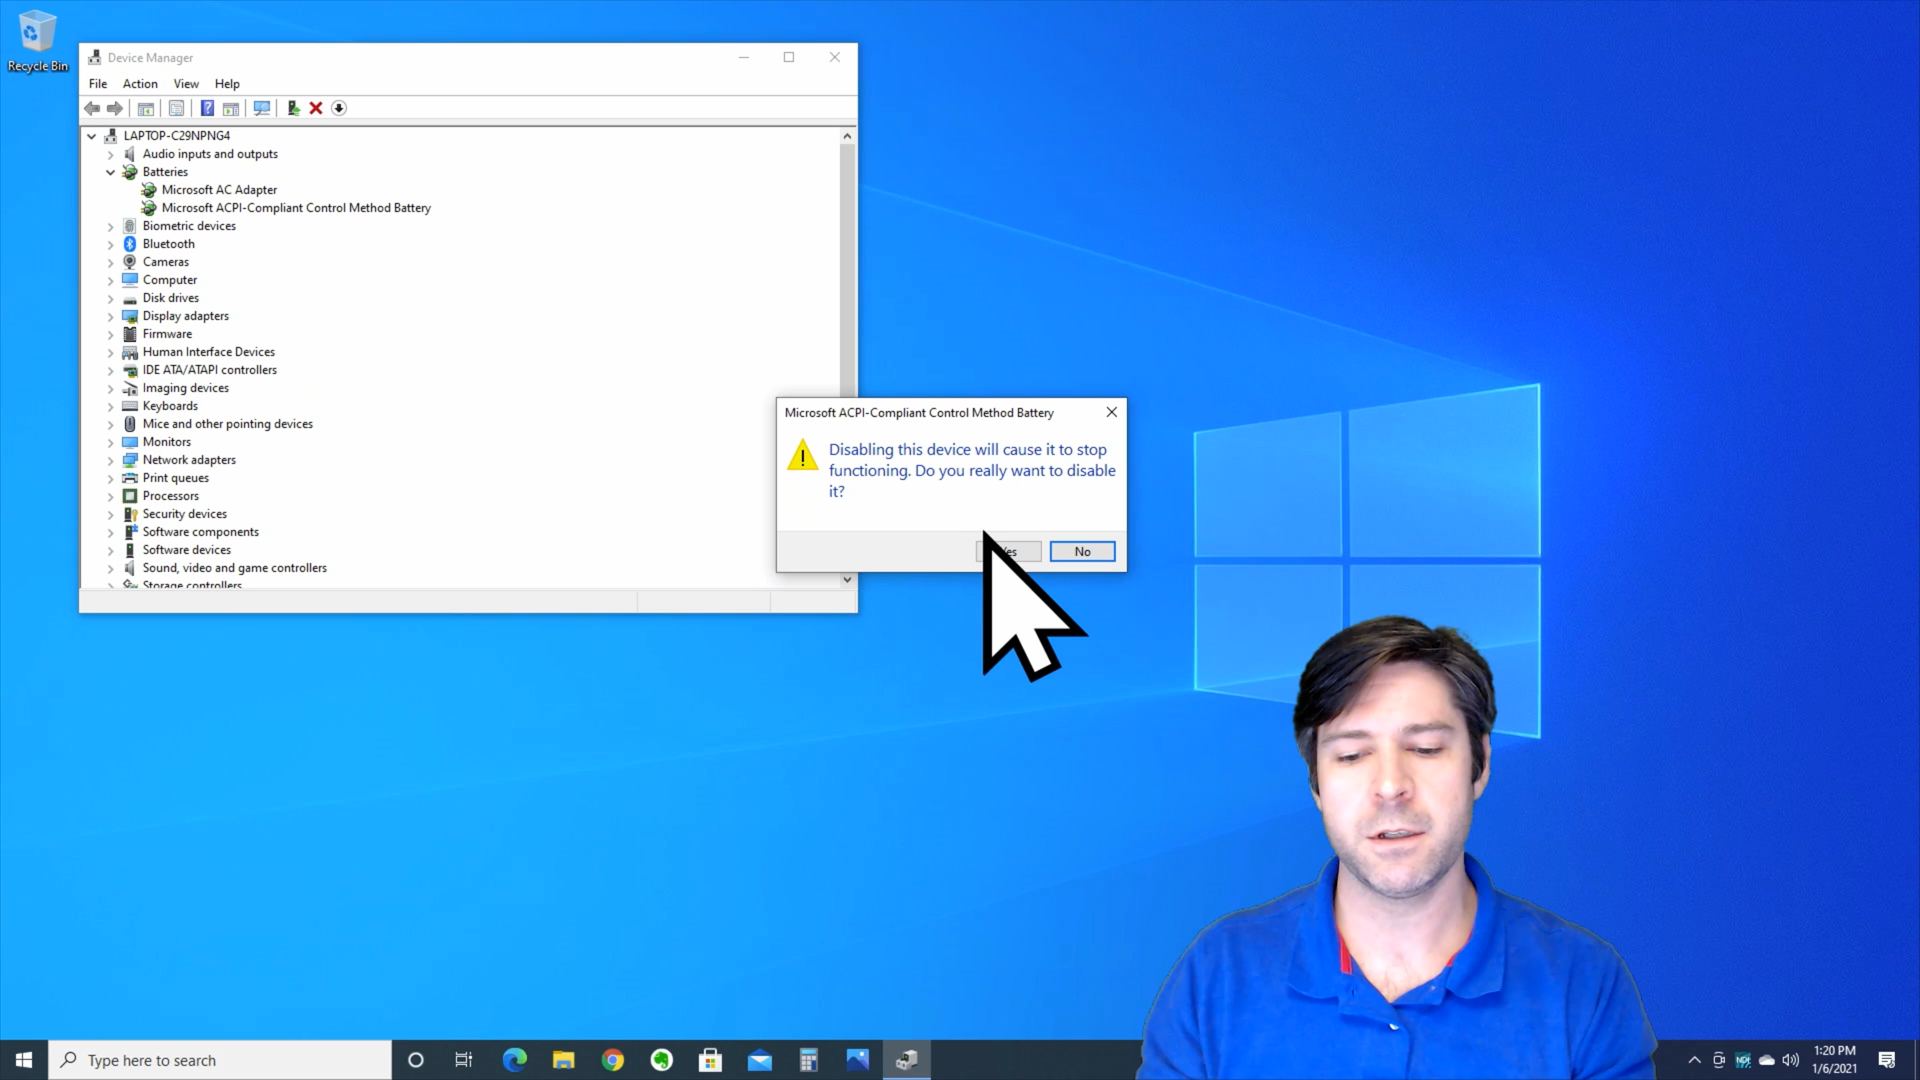 Recycle Bin
Device Manager
File Action View Help
LAPTOP-C29NPNG4
Audio inputs and outputs
Batteries
Microsoft AC Adapter
Microsoft ACPI-Compliant Control Method Battery
Biometric devices
Bluetooth
Cameras
Computer
Disk drives
Display adapters
Firmware
Human Interface Devices
IDE ATA/ATAPI controllers
Imaging devices
Keyboards
Mice and other pointing devices
Monitors
Network adapters
Print queues
Processors
Security devices
Software components
Software devices
Sound, video and game controllers
Storage controllers
Microsoft ACPI-Compliant Control Method Battery
Disabling this device will cause it to stop
functioning. Do you really want to disable
it?
No
Type here to search
1:20 PM
1/6/2021